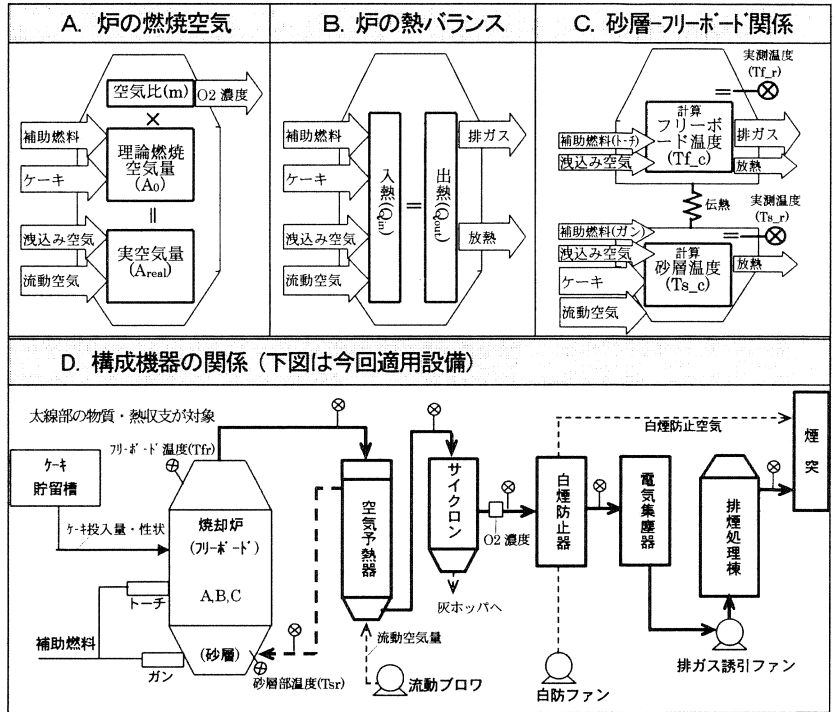 A. 炉の燃焼空気
空気比(m)
O2 濃度
×
補助燃料
ケーキ
洩込み空気
流動空気
理論燃焼
空気量
(A0)
||
実空気量
(Areal)
B. 炉の熱バランス
補助燃料
ケーキ
洩込み空気
流動空気
入熱(Qin)
=
出熱(Qout)
排ガス
放熱
C. 砂層-フリーボード関係
実測温度
(Tf_r)
=
補助燃料(トーチ)
洩込み空気
計算
フリーボ
ード温度
(Tf_c)
排ガス
放熱
伝熱
実測温度
(Ts_r)
=
補助燃料(ガン)
洩込み空気
ケーキ
流動空気
計算
砂層温度
(Ts_c)
放熱
D. 構成機器の関係 (下図は今回適用設備)
太線部の物質・熱収支が対象
フリーボード温度(Tfr)
ケーキ
貯留槽
ケーキ投入量・性状
焼却炉
(フリーボード)
A,B,C
トーチ
補助燃料
ガン
(砂層)
砂層部温度(Tsr)
空気予熱器
流動空気量
流動ブロワ
サイクロン
灰ホッパへ
O2 濃度
白煙防止器
白煙防止空気
白防ファン
電気集塵器
排煙処理棟
排ガス誘引ファン
煙突